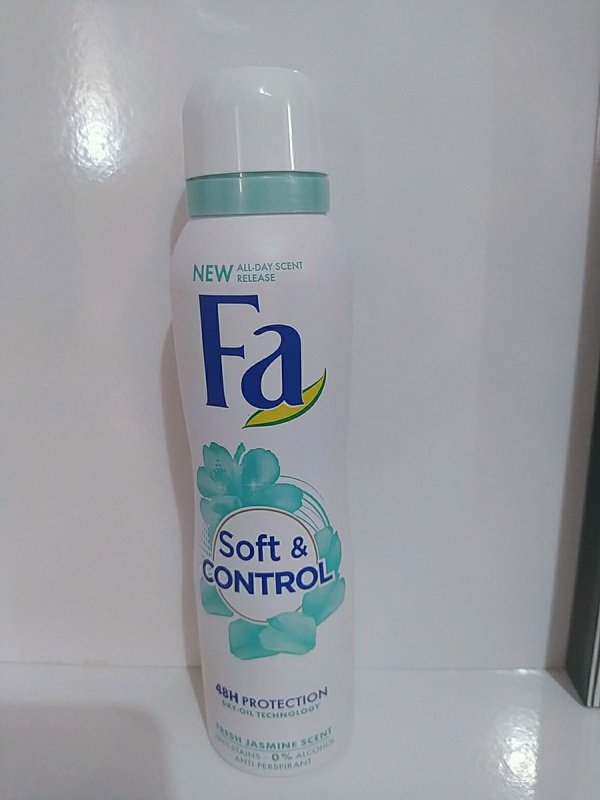 NEW ALL-DAY SCENT
RELEASE
Fa
Soft &
CONTROL
48H PROTECTION
DRY-OIL TECHNOLOGY
FRESH JASMINE SCENT
ANTI-STAINS - 0% ALCOHOL
ANTI-PERSPIRANT